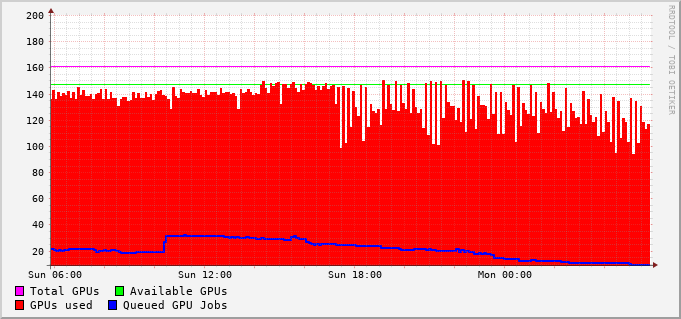 200
180
160
140
120
100
80
60
40
20
Sun 06:00 Sun 12:00 Sun 18:00 Mon 00:00
Total GPUs Available GPUs
GPUs used Queued GPU Jobs
RRDTOOL / TOBI OETIKER